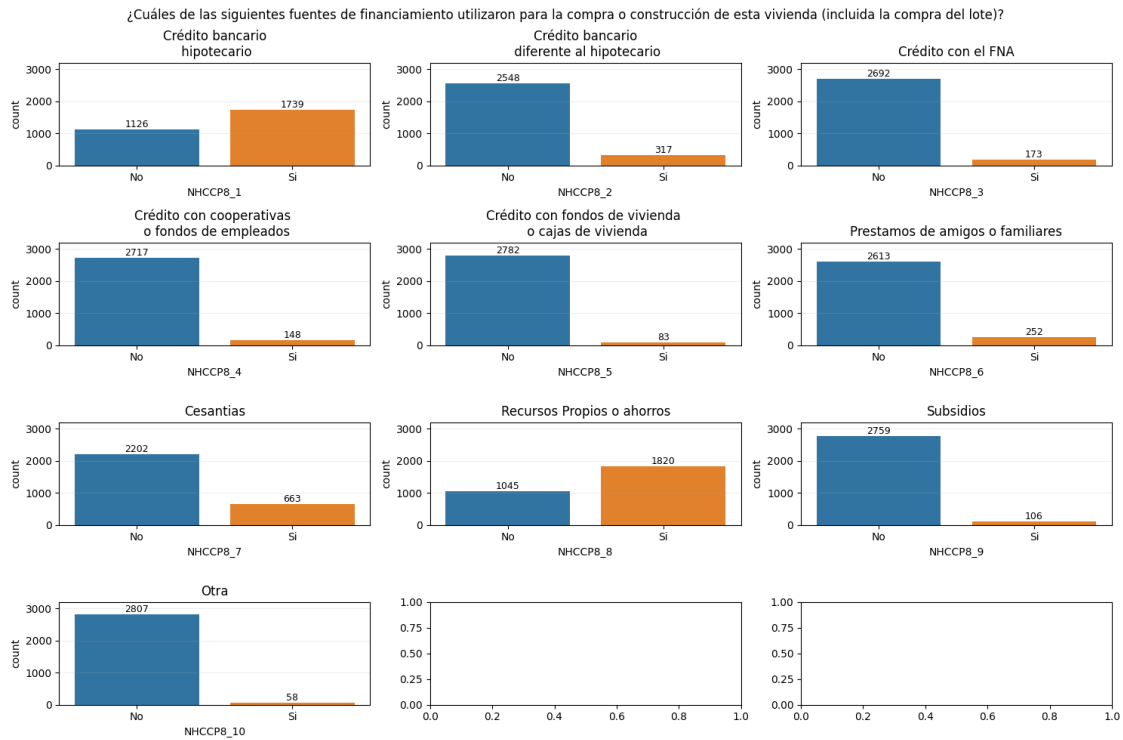 ¿Cuáles de las siguientes fuentes de financiamiento utilizaron para la compra o construcción de esta vivienda (incluida la compra del lote)?
Crédito bancario
hipotecario
3000
2000
1000
0
count
1126
1739
No
Si
NHCCP8_1
Crédito bancario
diferente al hipotecario
3000
2000
1000
0
count
2548
317
No
Si
NHCCP8_2
Crédito con el FNA
3000
2000
1000
0
count
2692
173
No
Si
NHCCP8_3
Crédito con cooperativas
o fondos de empleados
3000
2000
1000
0
count
2717
148
No
Si
NHCCP8_4
Crédito con fondos de vivienda
o cajas de vivienda
3000
2000
1000
0
count
2782
83
No
Si
NHCCP8_5
Prestamos de amigos o familiares
3000
2000
1000
0
count
2613
252
No
Si
NHCCP8_6
Cesantias
3000
2000
1000
0
count
2202
663
No
Si
NHCCP8_7
Recursos Propios o ahorros
3000
2000
1000
0
count
1045
1820
No
Si
NHCCP8_8
Subsidios
3000
2000
1000
0
count
2759
106
No
Si
NHCCP8_9
Otra
3000
2000
1000
0
count
2807
58
No
Si
NHCCP8_10
1.00
0.75
0.50
0.25
0.00
0.0 0.2 0.4 0.6 0.8 1.0
1.00
0.75
0.50
0.25
0.00
0.0 0.2 0.4 0.6 0.8 1.0